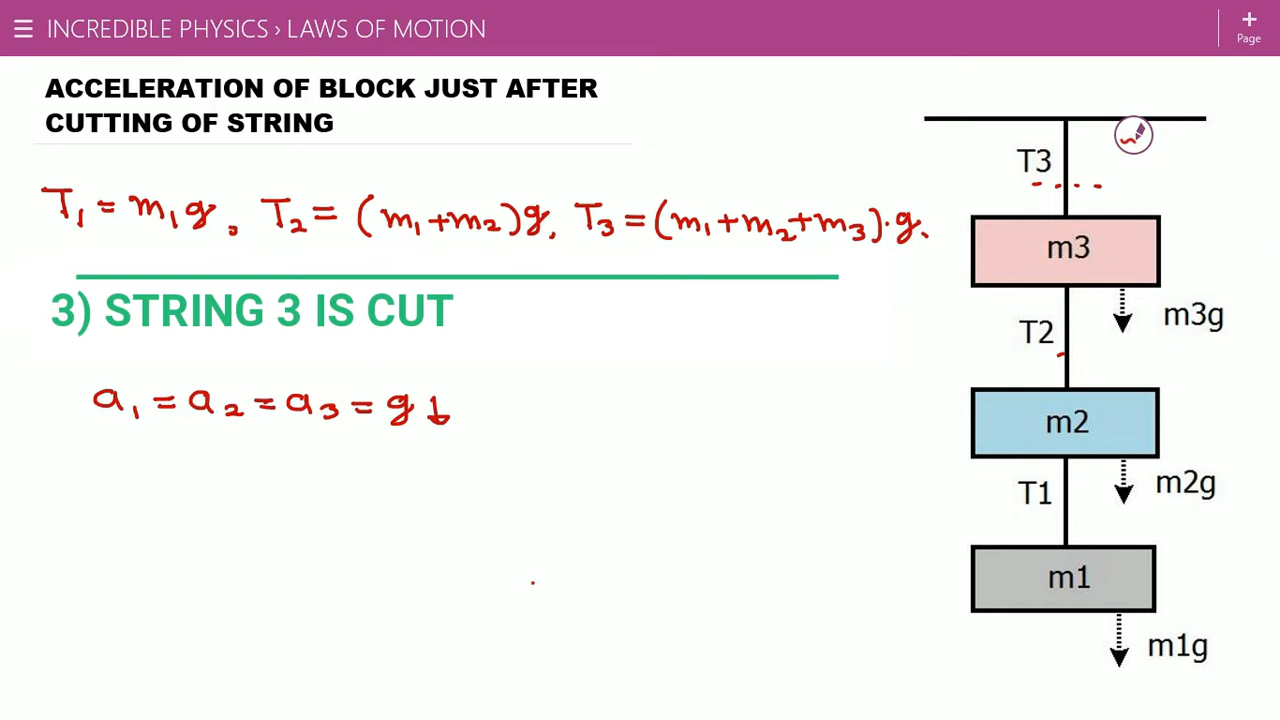 INCREDIBLE PHYSICS › LAWS OF MOTION
Page
ACCELERATION OF BLOCK JUST AFTER
CUTTING OF STRING
T₁ = m₁g, T₂ = (m₁+m₂)g, T₃ = (m₁+m₂+m₃)·g.
3) STRING 3 IS CUT
a₁ = a₂ = a₃ = g↓
T3
m3
m3g
T2
m2
m2g
T1
m1
m1g